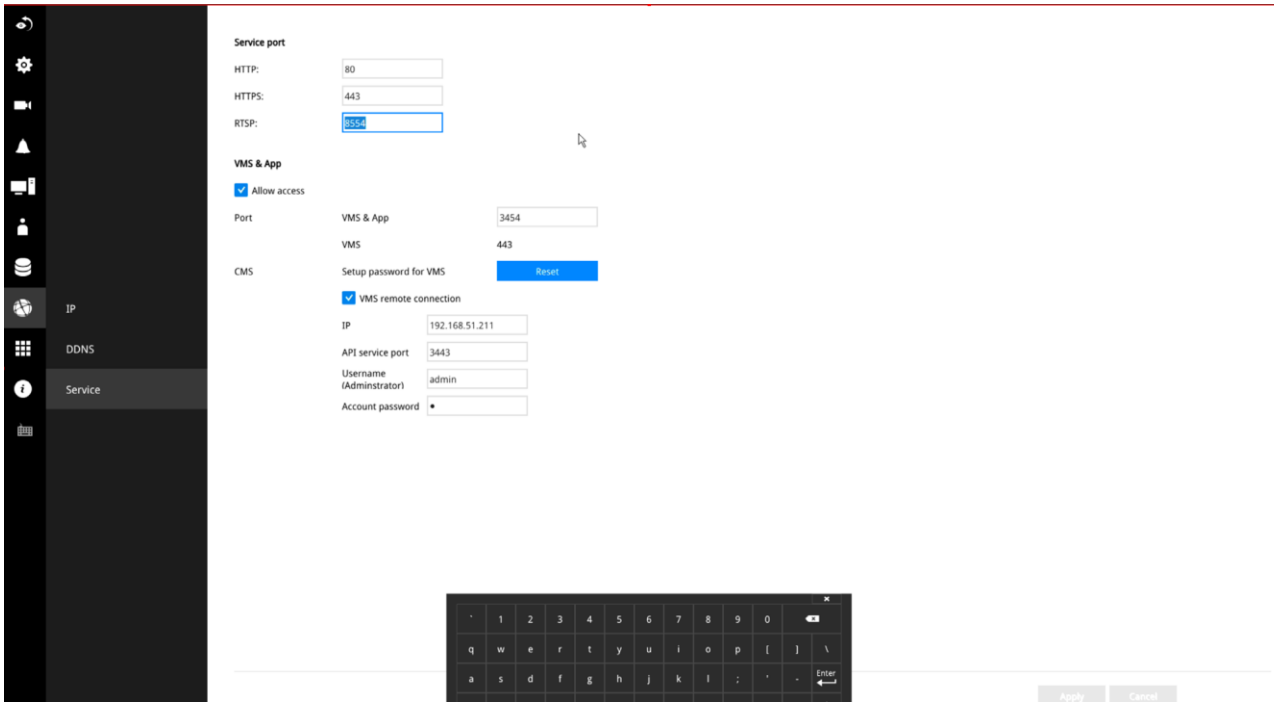 Service port
HTTP: 80
HTTPS: 443
RTSP: 8554
VMS & App
Allow access
Port VMS & App 3454
VMS 443
CMS Setup password for VMS Reset
VMS remote connection
IP
IP 192.168.51.211
DDNS
API service port 3443
Service
Username
(Adminstrator) admin
Account password •
` 1 2 3 4 5 6 7 8 9 0
q w e r t y u i o p [ ] \
a s d f g h j k l ; ' - Enter
Apply Cancel